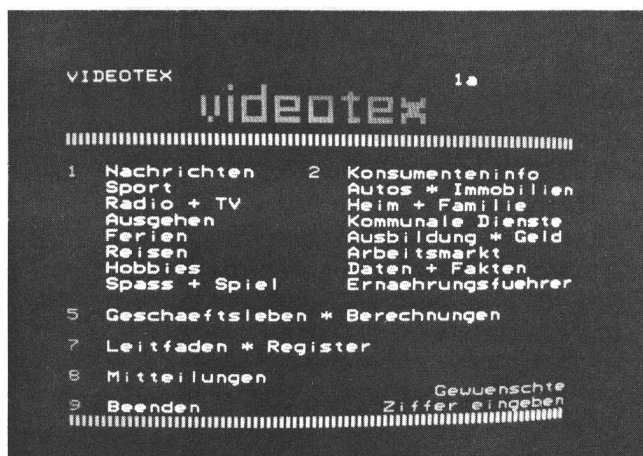 VIDEOTEX 1a
videotex
1 Nachrichten 2 Konsumenteninfo
Sport Autos * Immobilien
Radio + TV Heim + Familie
Ausgehen Kommunale Dienste
Ferien Ausbildung * Geld
Reisen Arbeitsmarkt
Hobbies Daten + Fakten
Spass + Spiel Ernaehrungsfuehrer
5 Geschaeftsleben * Berechnungen
7 Leitfaden * Register
8 Mitteilungen
9 Beenden
Gewuenschte
Ziffer eingeben